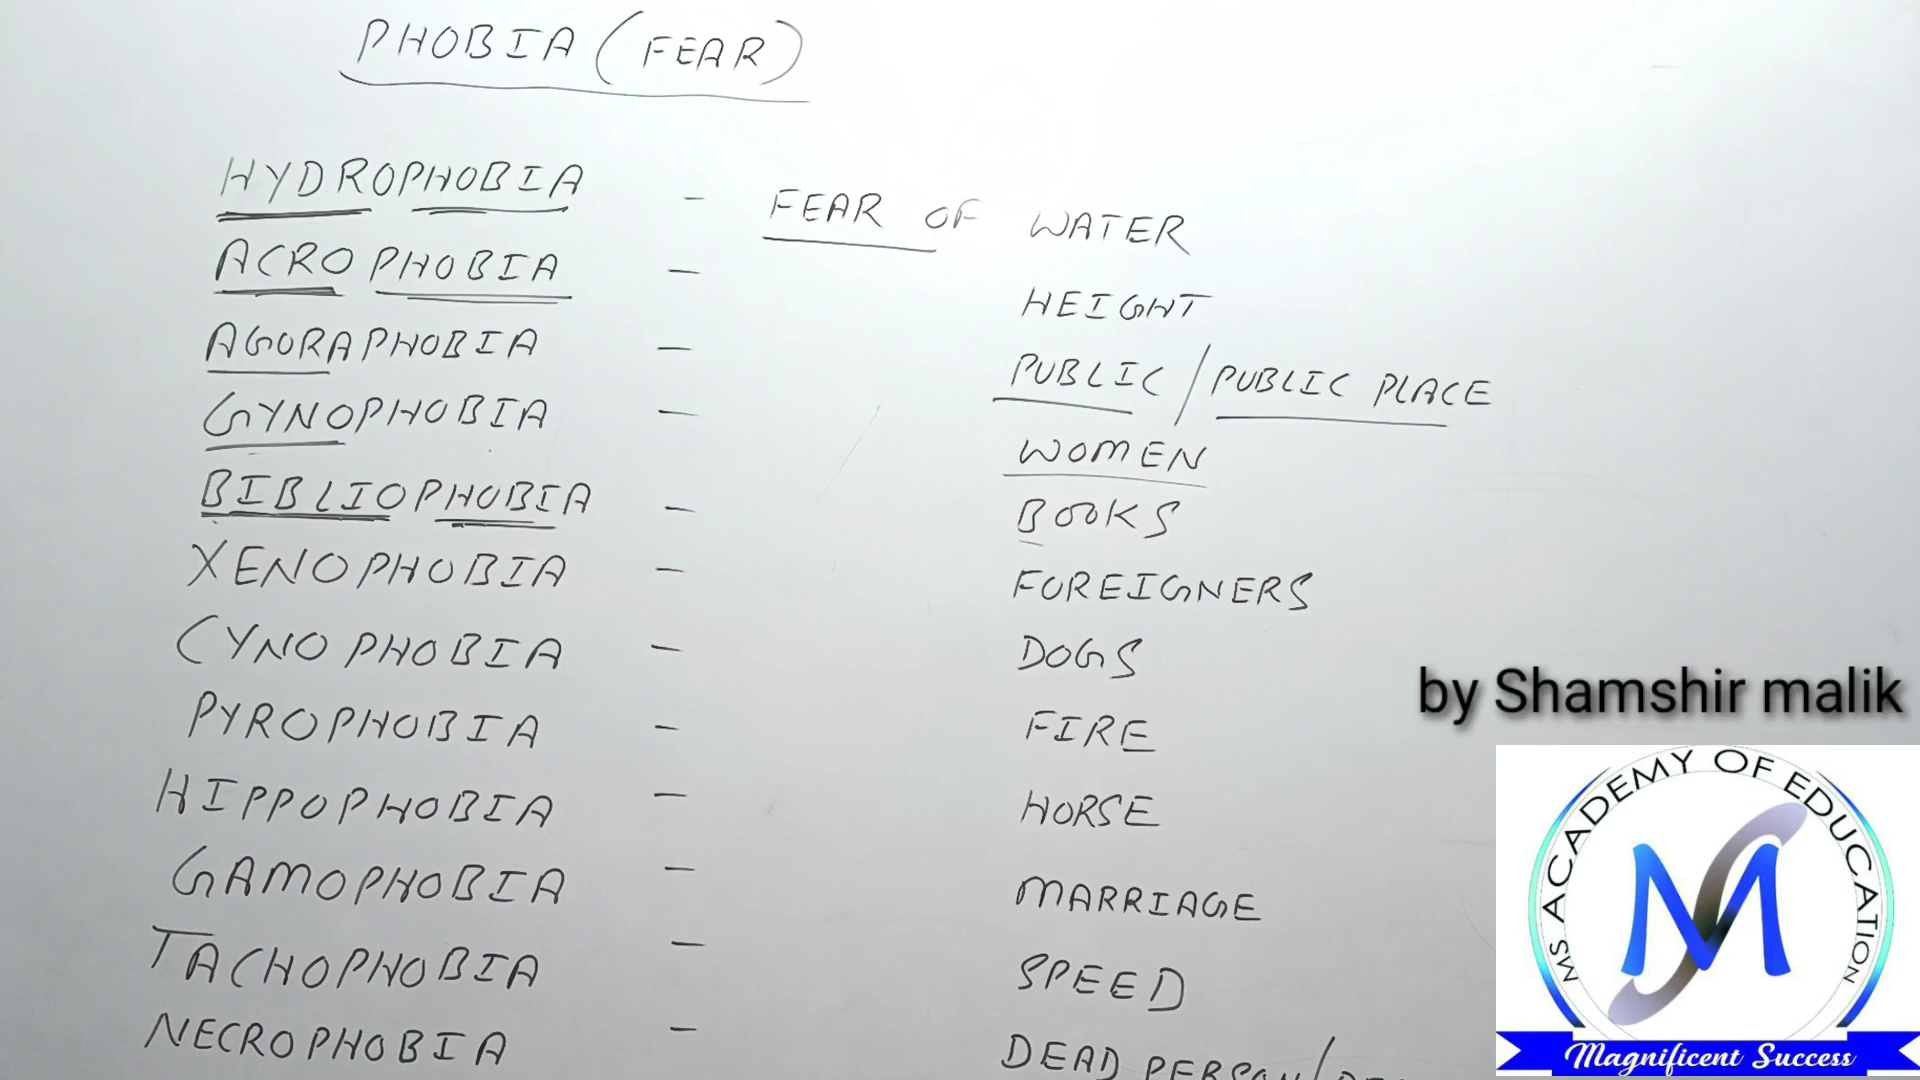 PHOBIA (FEAR)
HYDROPHOBIA - FEAR OF WATER
ACROPHOBIA - HEIGHT
AGORAPHOBIA - PUBLIC / PUBLIC PLACE
GYNOPHOBIA - WOMEN
BIBLIOPHOBIA - BOOKS
XENOPHOBIA - FOREIGNERS
CYNOPHOBIA - DOGS
by Shamshir malik
PYROPHOBIA - FIRE
HIPPOPHOBIA - HORSE
GAMOPHOBIA - MARRIAGE
TACHOPHOBIA - SPEED
NECROPHOBIA - DEAD PERSON /
MS ACADEMY OF EDUCATION
MS
Magnificent Success